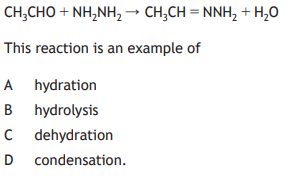 CH₃CHO + NH₂NH₂ → CH₃CH = NNH₂ + H₂O
This reaction is an example of
A hydration
B hydrolysis
C dehydration
D condensation.